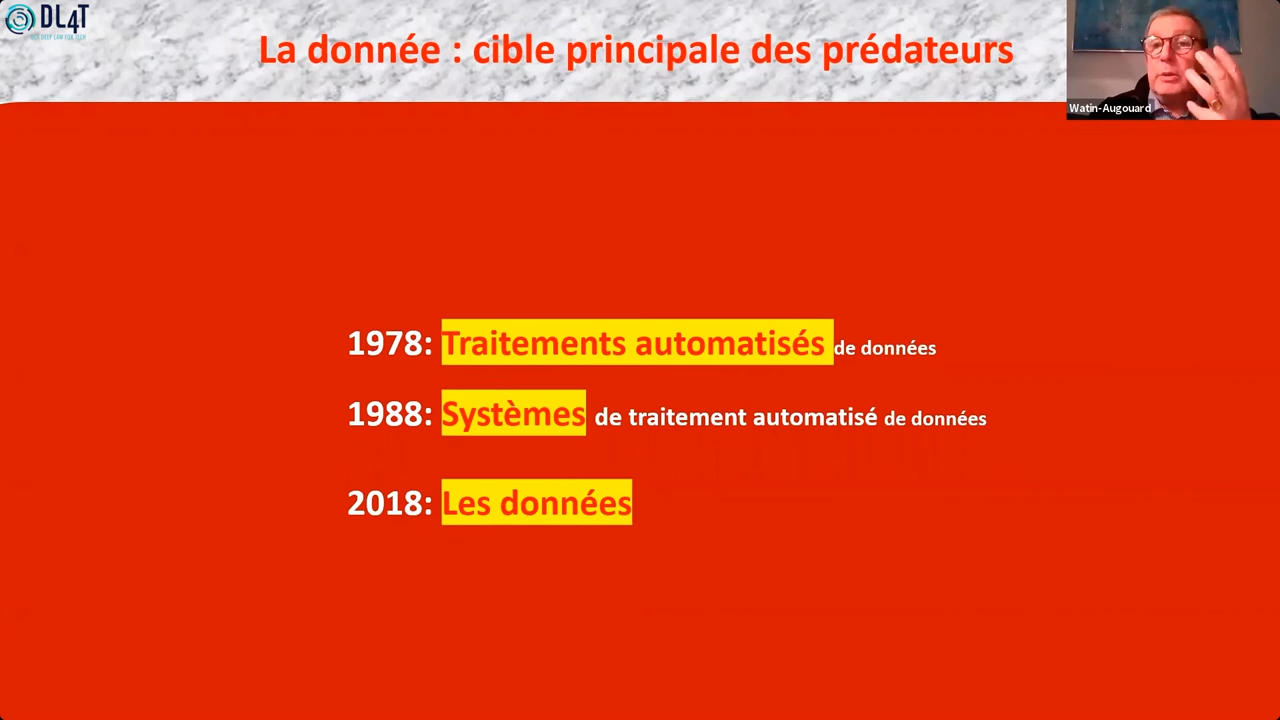 DL4T
La donnée : cible principale des prédateurs
Watin-Augouard
1978: Traitements automatisés de données
1988: Systèmes de traitement automatisé de données
2018: Les données